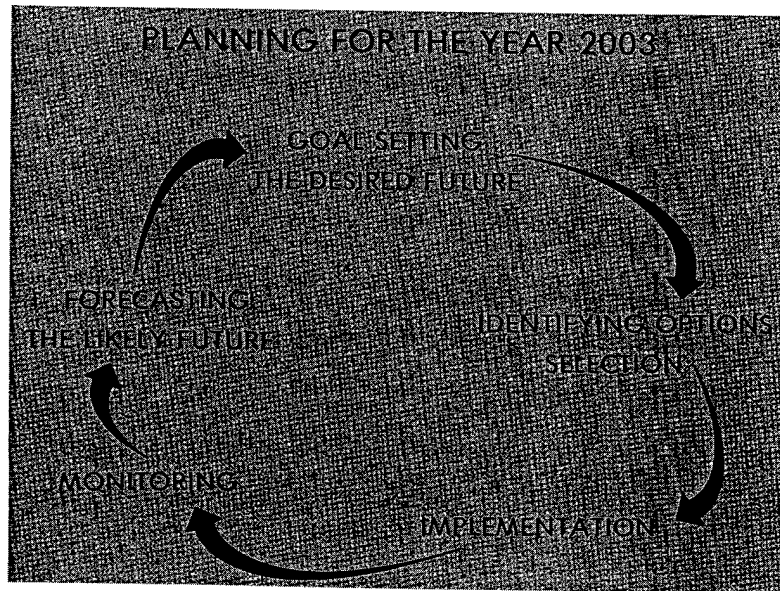 PLANNING FOR THE YEAR 2003
GOAL SETTING
THE DESIRED FUTURE
IDENTIFYING OPTIONS
SELECTION
IMPLEMENTATION
MONITORING
FORECASTING
THE LIKELY FUTURE